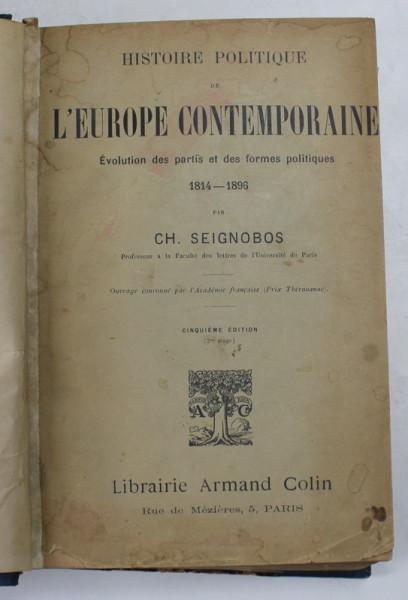 HISTOIRE POLITIQUE
DE
L'EUROPE CONTEMPORAINE
Évolution des partis et des formes politiques
1814—1896
PAR
CH. SEIGNOBOS
Professeur à la Faculté des lettres de l'Université de Paris
Ouvrage couronné par l'Académie française (Prix Thérouanne).
CINQUIÈME ÉDITION
A C
Librairie Armand Colin
Rue de Mézières, 5, PARIS